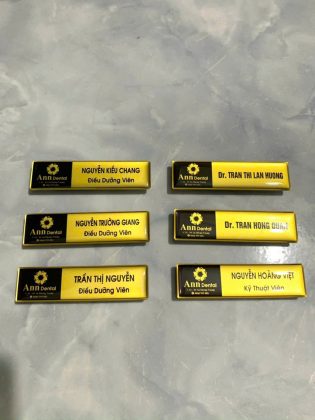 Ann
Dental
NGUYỄN KIỀU CHANG
Điều Dưỡng Viên
Ann
Dental
Dr. TRAN THI LAN HUONG
Ann
Dental
NGUYỄN TRƯỜNG GIANG
Điều Dưỡng Viên
Ann
Dental
Dr. TRAN HONG
Ann
Dental
TRẦN THỊ NGUYỄN
Điều Dưỡng Viên
Ann
Dental
NGUYỄN HOÀNG VIỆT
Kỹ Thuật Viên